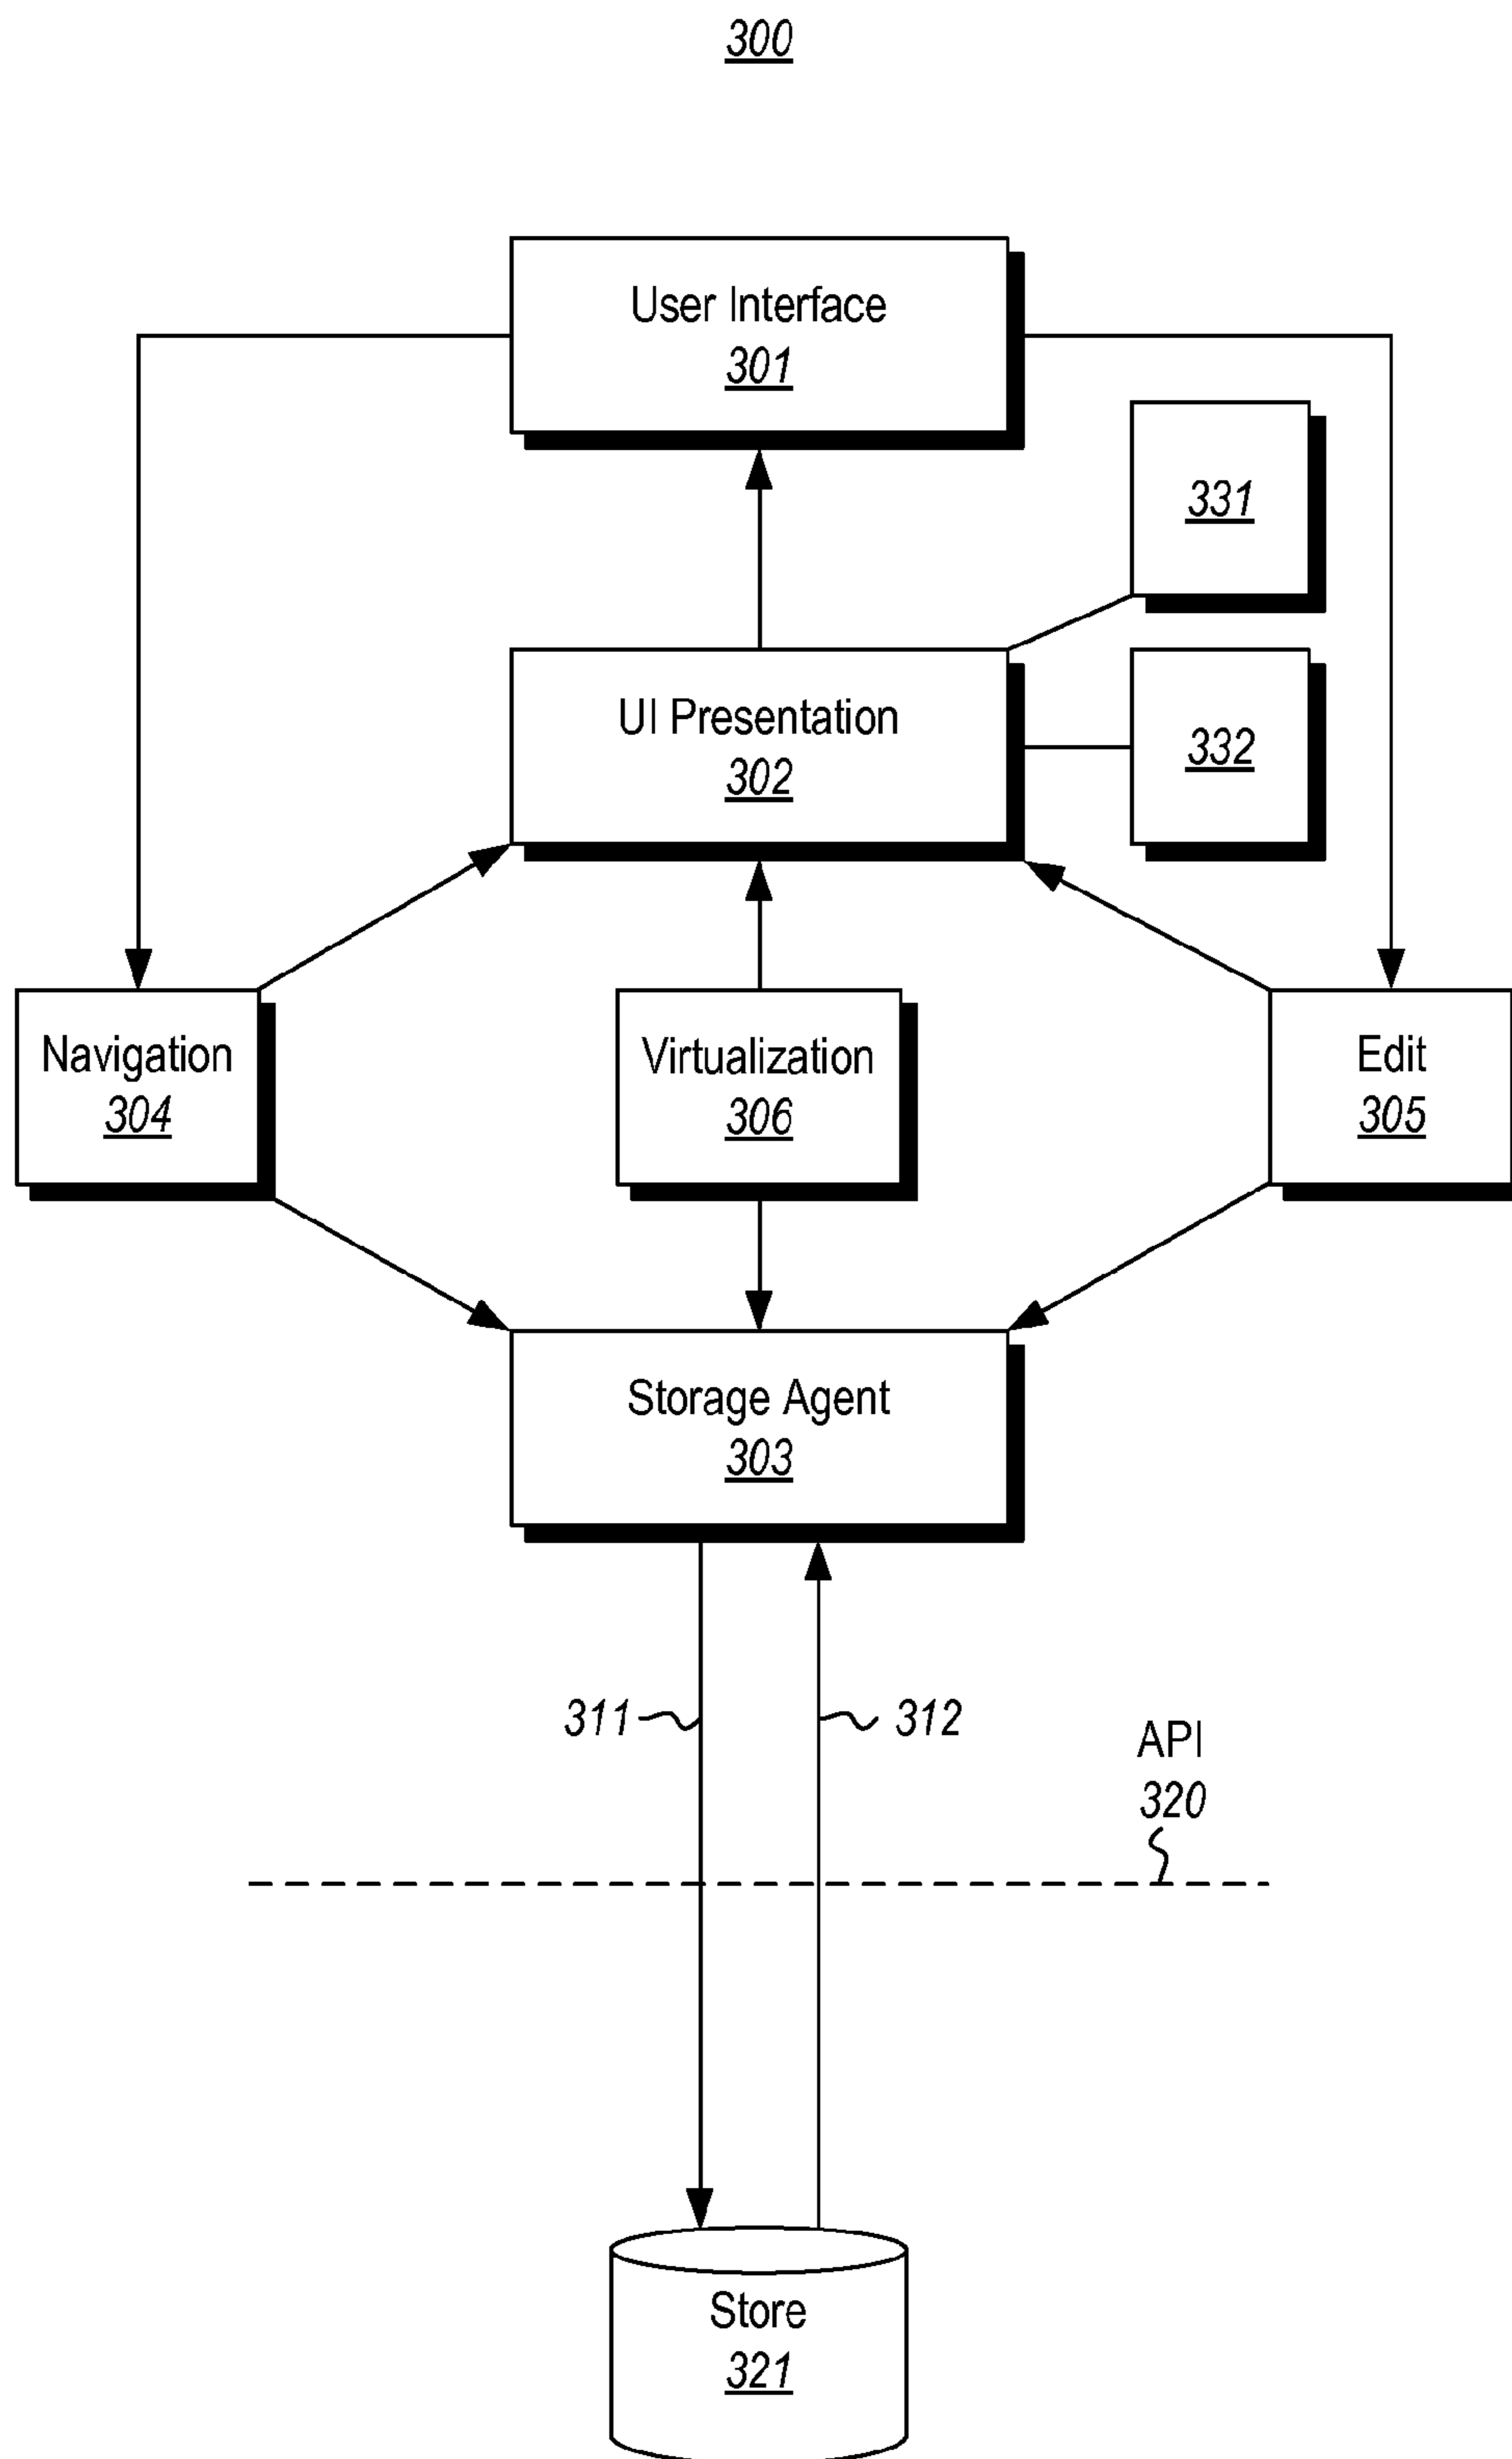 300
User Interface
301
331
UI Presentation
302
332
Navigation
304
Virtualization
306
Edit
305
Storage Agent
303
311
312
API
320
Store
321